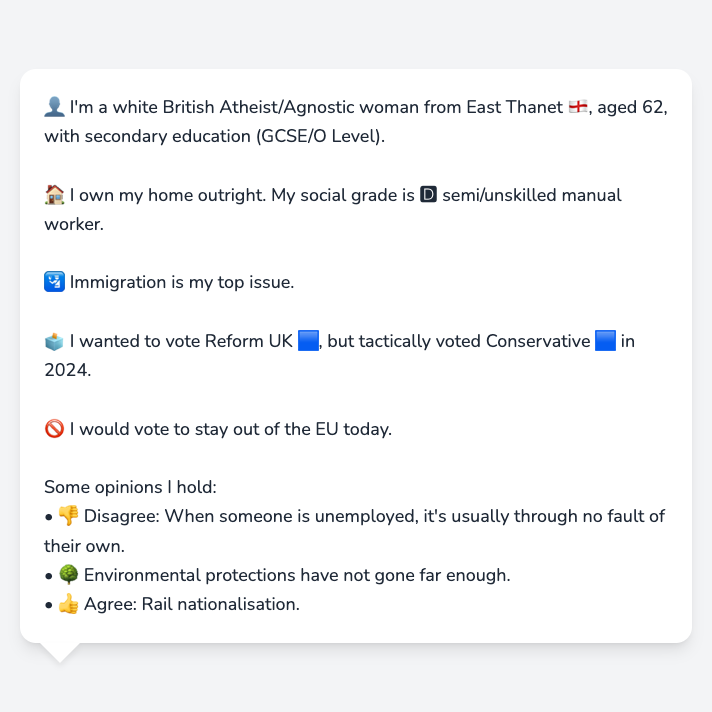 👤 I'm a white British Atheist/Agnostic woman from East Thanet 🏴󠁧󠁢󠁥󠁮󠁧󠁿, aged 62,
with secondary education (GCSE/O Level).
🏠 I own my home outright. My social grade is 🅳 semi/unskilled manual
worker.
🛂 Immigration is my top issue.
🗳️ I wanted to vote Reform UK 🟦, but tactically voted Conservative 🟦 in
2024.
🚫 I would vote to stay out of the EU today.
Some opinions I hold:
• 👎 Disagree: When someone is unemployed, it's usually through no fault of
their own.
• 🌳 Environmental protections have not gone far enough.
• 👍 Agree: Rail nationalisation.